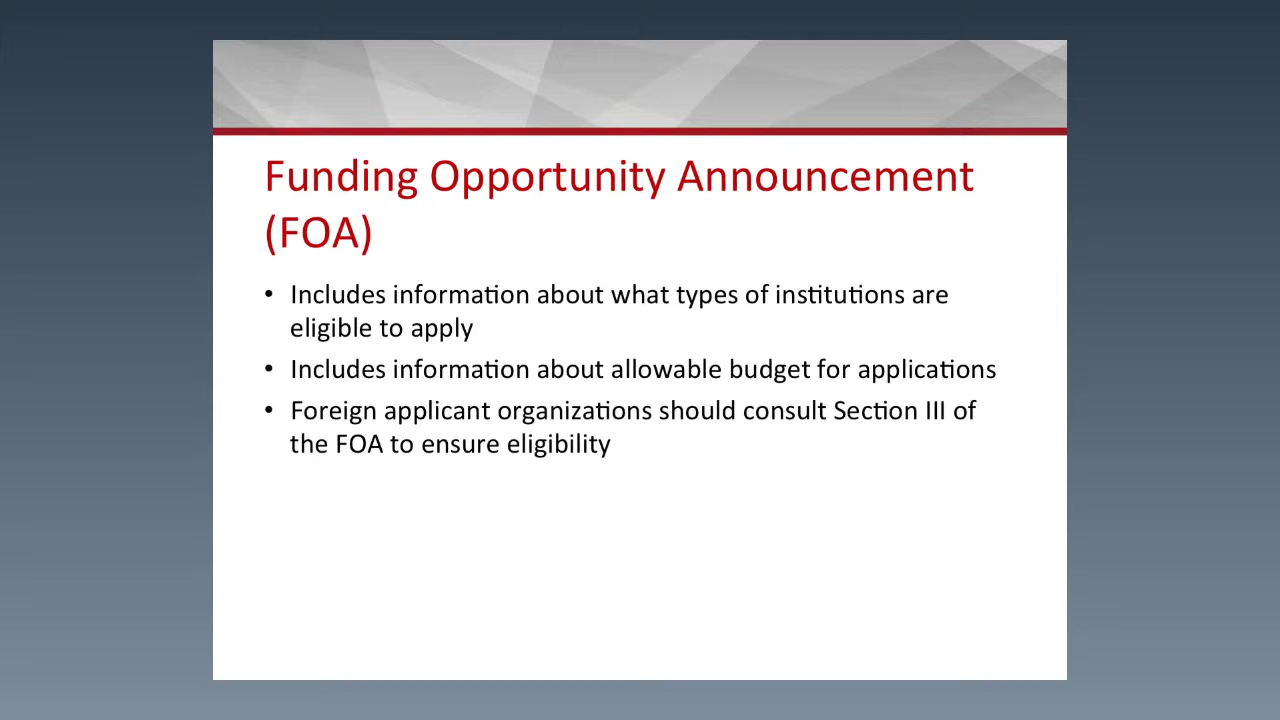 Funding Opportunity Announcement
(FOA)
• Includes information about what types of institutions are
eligible to apply
• Includes information about allowable budget for applications
• Foreign applicant organizations should consult Section III of
the FOA to ensure eligibility